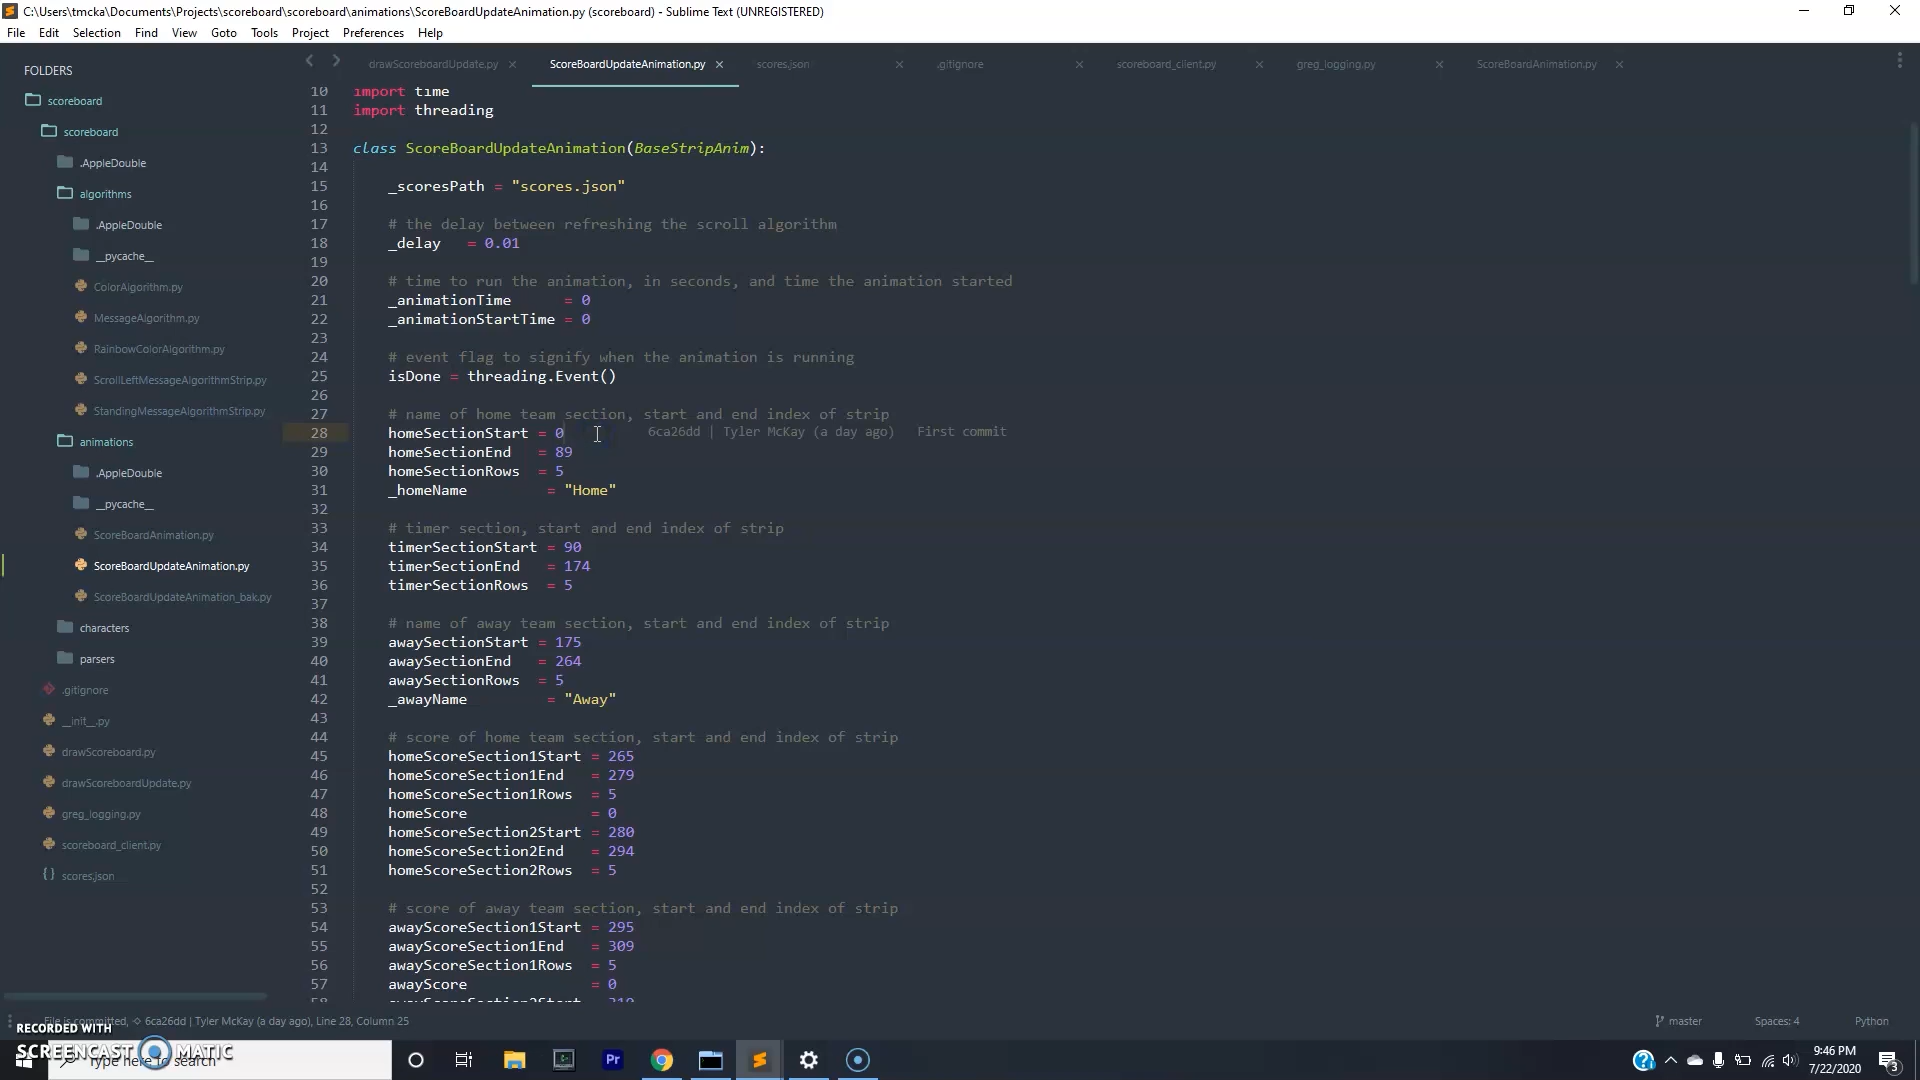 C:\Users\tmcka\Documents\Projects\scoreboard\scoreboard\animations\ScoreBoardUpdateAnimation.py (scoreboard) - Sublime Text (UNREGISTERED)
File Edit Selection Find View Goto Tools Project Preferences Help
FOLDERS
scoreboard
scoreboard
.AppleDouble
algorithms
.AppleDouble
__pycache__
ColorAlgorithm.py
MessageAlgorithm.py
RainbowColorAlgorithm.py
ScrollLeftMessageAlgorithmStrip.py
StandingMessageAlgorithmStrip.py
animations
.AppleDouble
__pycache__
ScoreBoardAnimation.py
ScoreBoardUpdateAnimation.py
ScoreBoardUpdateAnimation_bak.py
characters
parsers
.gitignore
__init__.py
drawScoreboard.py
drawScoreboardUpdate.py
greg_logging.py
scoreboard_client.py
scores.json
drawScoreboardUpdate.py ScoreBoardUpdateAnimation.py scores.json .gitignore scoreboard_client.py greg_logging.py ScoreBoardAnimation.py
10 import time
11 import threading
12
13 class ScoreBoardUpdateAnimation(BaseStripAnim):
14
15 _scoresPath = "scores.json"
16
17 # the delay between refreshing the scroll algorithm
18 _delay = 0.01
19
20 # time to run the animation, in seconds, and time the animation started
21 _animationTime = 0
22 _animationStartTime = 0
23
24 # event flag to signify when the animation is running
25 isDone = threading.Event()
26
27 # name of home team section, start and end index of strip
28 homeSectionStart = 0 6ca26dd | Tyler McKay (a day ago) First commit
29 homeSectionEnd = 89
30 homeSectionRows = 5
31 _homeName = "Home"
32
33 # timer section, start and end index of strip
34 timerSectionStart = 90
35 timerSectionEnd = 174
36 timerSectionRows = 5
37
38 # name of away team section, start and end index of strip
39 awaySectionStart = 175
40 awaySectionEnd = 264
41 awaySectionRows = 5
42 _awayName = "Away"
43
44 # score of home team section, start and end index of strip
45 homeScoreSection1Start = 265
46 homeScoreSection1End = 279
47 homeScoreSection1Rows = 5
48 homeScore = 0
49 homeScoreSection2Start = 280
50 homeScoreSection2End = 294
51 homeScoreSection2Rows = 5
52
53 # score of away team section, start and end index of strip
54 awayScoreSection1Start = 295
55 awayScoreSection1End = 309
56 awayScoreSection1Rows = 5
57 awayScore = 0
58 awayScoreSection2Start = 310
File is committed, 6ca26dd | Tyler McKay (a day ago), Line 28, Column 25
master Spaces: 4 Python
RECORDED WITH
SCREENCAST MATIC
Type here to search
Pr
9:46 PM
7/22/2020
3